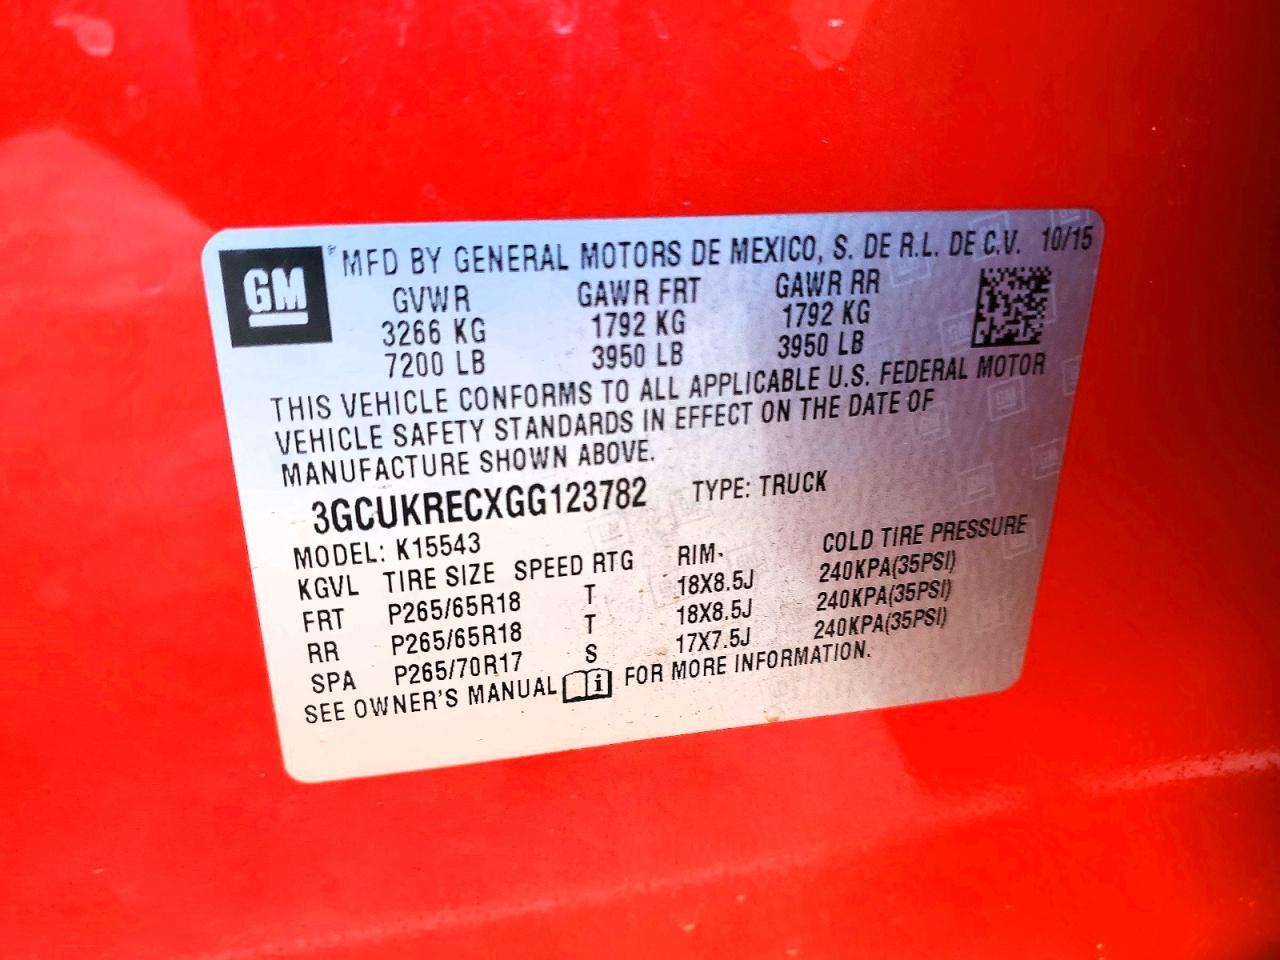 GM
MFD BY GENERAL MOTORS DE MEXICO, S. DE R.L. DE C.V. 10/15
GVWR GAWR FRT GAWR RR
3266 KG 1792 KG 1792 KG
7200 LB 3950 LB 3950 LB
THIS VEHICLE CONFORMS TO ALL APPLICABLE U.S. FEDERAL MOTOR
VEHICLE SAFETY STANDARDS IN EFFECT ON THE DATE OF
MANUFACTURE SHOWN ABOVE.
3GCUKRECXGG123782 TYPE: TRUCK
MODEL: K15543
KGVL TIRE SIZE SPEED RTG RIM COLD TIRE PRESSURE
FRT P265/65R18 T 18X8.5J 240KPA(35PSI)
RR P265/65R18 T 18X8.5J 240KPA(35PSI)
SPA P265/70R17 S 17X7.5J 240KPA(35PSI)
SEE OWNER'S MANUAL i FOR MORE INFORMATION.